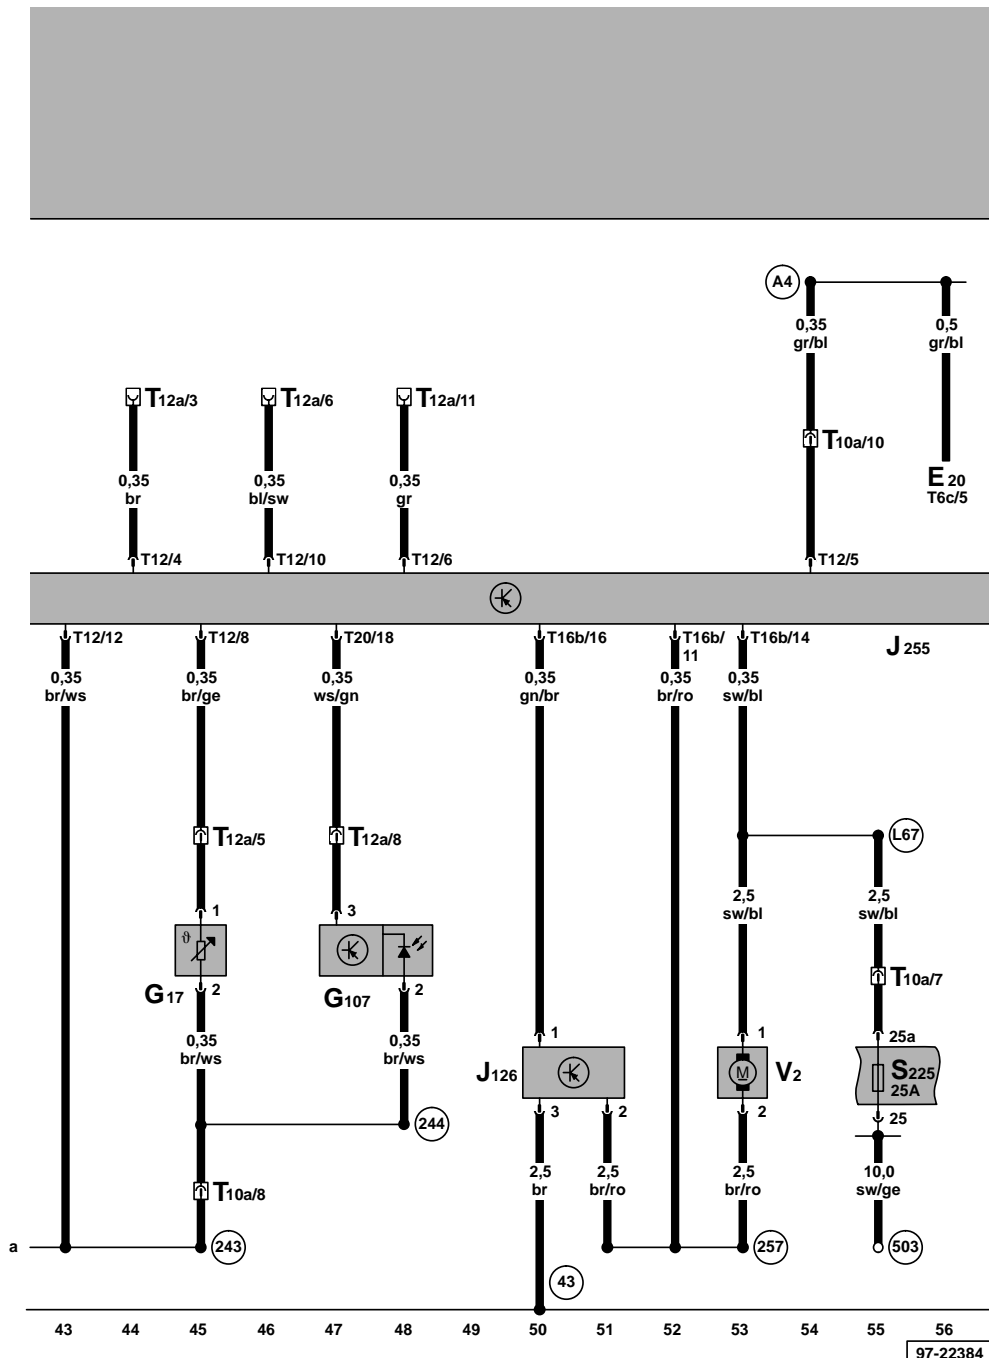 A4
0,35
gr/bl
0,5
gr/bl
T12a/3
T12a/6
T12a/11
T10a/10
0,35
br
0,35
bl/sw
0,35
gr
E20
T6c/5
T12/4
T12/10
T12/6
T12/5
T12/12
T12/8
T20/18
T16b/16
T16b/
11
T16b/14
J255
0,35
br/ws
0,35
br/ge
0,35
ws/gn
0,35
gn/br
0,35
br/ro
0,35
sw/bl
T12a/5
T12a/8
L67
2,5
sw/bl
2,5
sw/bl
1
3
ϑ
T10a/7
G17
2
G107
2
0,35
br/ws
0,35
br/ws
1
1
25a
J126
M
V2
S225
25A
3
2
2
25
244
2,5
br
2,5
br/ro
2,5
br/ro
10,0
sw/ge
T10a/8
a
243
257
503
43
43
44
45
46
47
48
49
50
51
52
53
54
55
56
97-22384